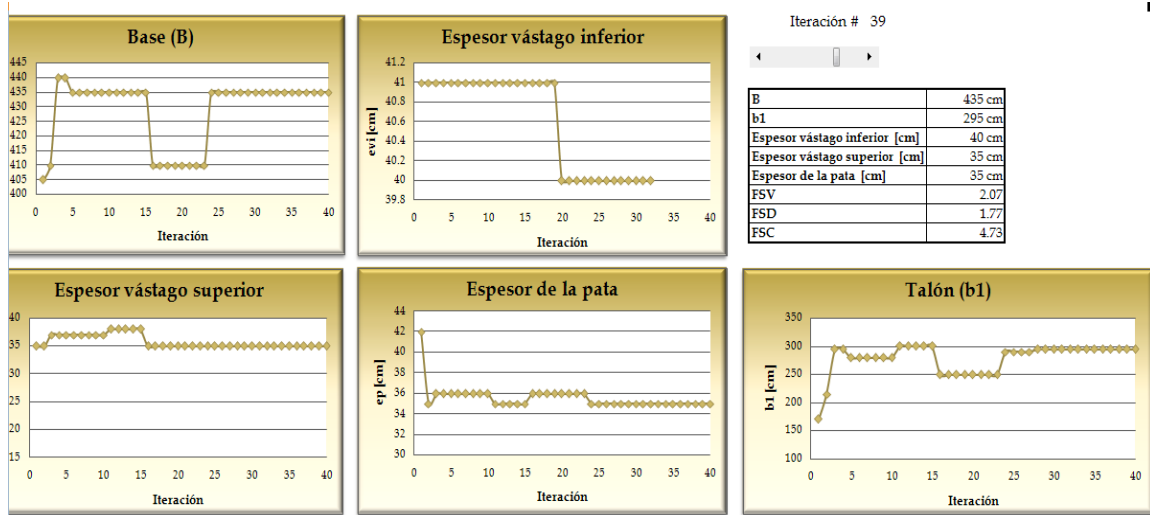 Base (B)
445
440
435
430
425
420
415
410
405
400
0 5 10 15 20 25 30 35 40
Iteración
Espesor vástago inferior
evi [cm]
41.2
41
40.8
40.6
40.4
40.2
40
39.8
0 5 10 15 20 25 30 35 40
Iteración
Iteración # 39
B 435 cm
b1 295 cm
Espesor vástago inferior [cm] 40 cm
Espesor vástago superior [cm] 35 cm
Espesor de la pata [cm] 35 cm
FSV 2.07
FSD 1.77
FSC 4.73
Espesor vástago superior
40
35
30
25
20
15
0 5 10 15 20 25 30 35 40
Iteración
Espesor de la pata
ep [cm]
44
42
40
38
36
34
32
30
0 5 10 15 20 25 30 35 40
Iteración
Talón (b1)
b1 [cm]
350
300
250
200
150
100
0 5 10 15 20 25 30 35 40
Iteración